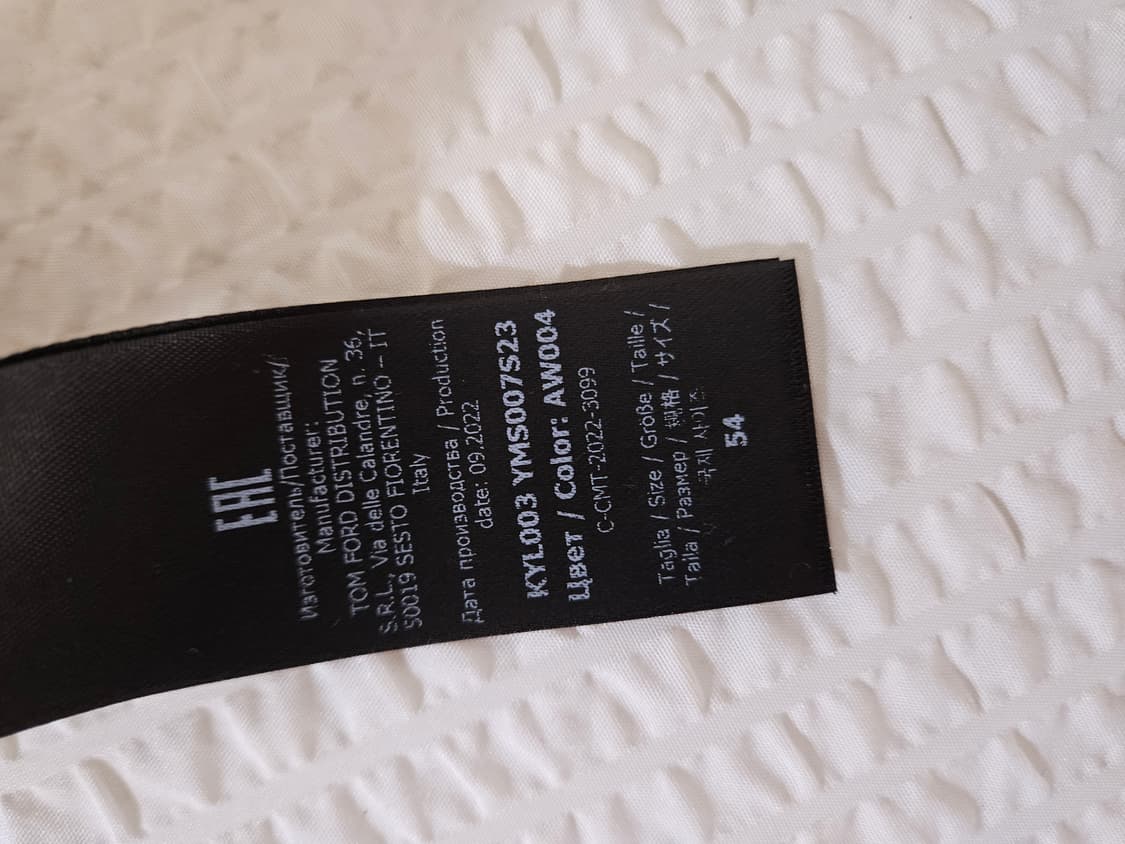 EAC
Изготовитель/Поставщик//
Manufacturer:
TOM FORD DISTRIBUTION
S.R.L., Via delle Calandre, n. 36,
50019 SESTO FIORENTINO – IT
Italy
Дата производства / Production
date: 09.2022
KYL003 YMS007S23
Цвет / Color: AW004
C-CMT-2022-3099
Taglia / Size / Größe / Taille /
Talla / Размер / 规格 / サイズ /
국제 사이즈
54